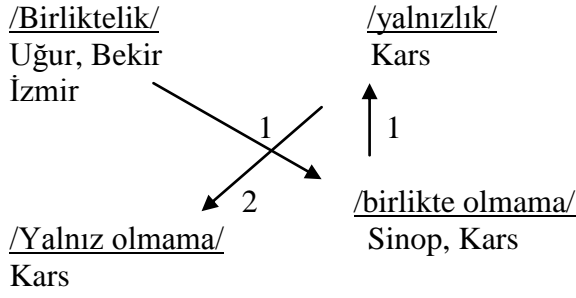 /Birliktelik/ /yalnızlık/
Uğur, Bekir Kars
İzmir
1 1
2
/birlikte olmama/
/Yalnız olmama/ Sinop, Kars
Kars